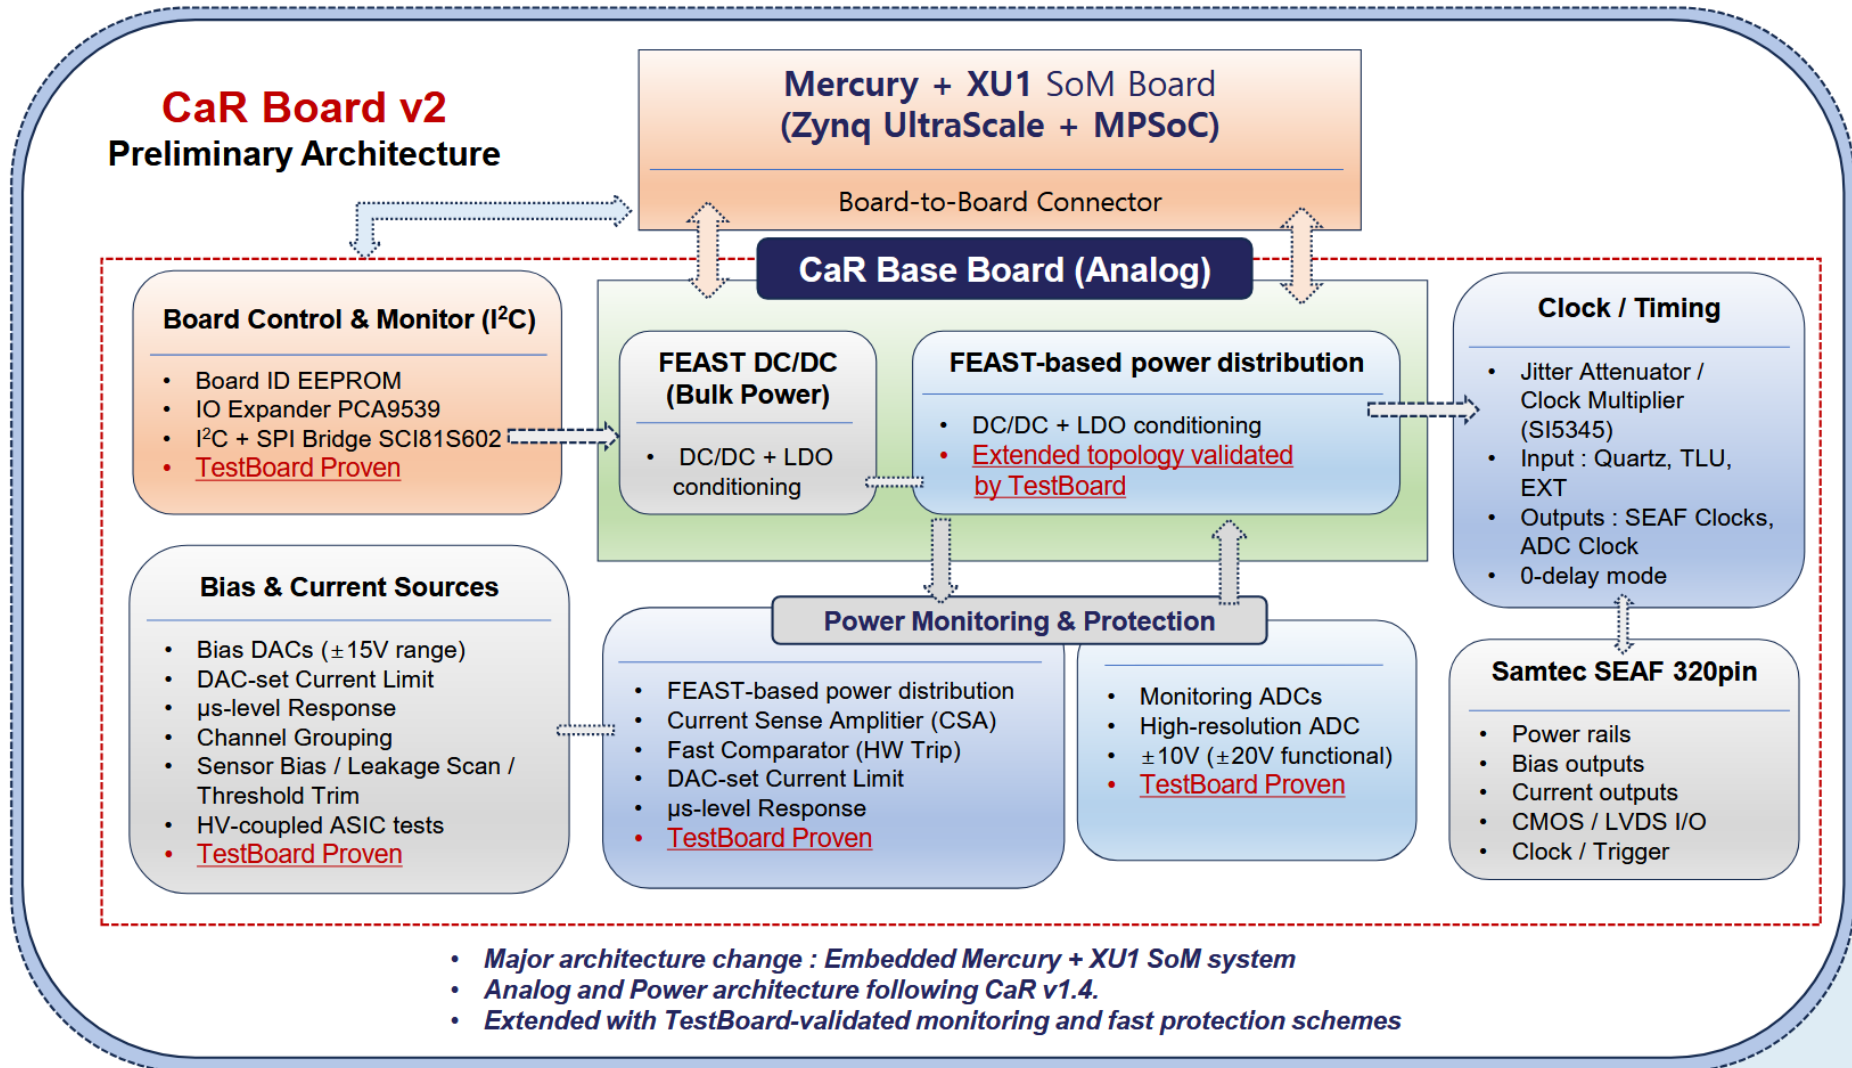 CaR Board v2
Preliminary Architecture
Mercury + XU1 SoM Board
(Zynq UltraScale + MPSoC)
Board-to-Board Connector
CaR Base Board (Analog)
Board Control & Monitor (I²C)
• Board ID EEPROM
• IO Expander PCA9539
• I²C + SPI Bridge SCI81S602
• TestBoard Proven
FEAST DC/DC
(Bulk Power)
• DC/DC + LDO
conditioning
FEAST-based power distribution
• DC/DC + LDO conditioning
• Extended topology validated
by TestBoard
Clock / Timing
• Jitter Attenuator /
Clock Multiplier
(SI5345)
• Input : Quartz, TLU,
EXT
• Outputs : SEAF Clocks,
ADC Clock
• 0-delay mode
Bias & Current Sources
• Bias DACs (±15V range)
• DAC-set Current Limit
• µs-level Response
• Channel Grouping
• Sensor Bias / Leakage Scan /
Threshold Trim
• HV-coupled ASIC tests
• TestBoard Proven
Power Monitoring & Protection
• FEAST-based power distribution
• Current Sense Amplitier (CSA)
• Fast Comparator (HW Trip)
• DAC-set Current Limit
• µs-level Response
• TestBoard Proven
• Monitoring ADCs
• High-resolution ADC
• ±10V (±20V functional)
• TestBoard Proven
Samtec SEAF 320pin
• Power rails
• Bias outputs
• Current outputs
• CMOS / LVDS I/O
• Clock / Trigger
• Major architecture change : Embedded Mercury + XU1 SoM system
• Analog and Power architecture following CaR v1.4.
• Extended with TestBoard-validated monitoring and fast protection schemes